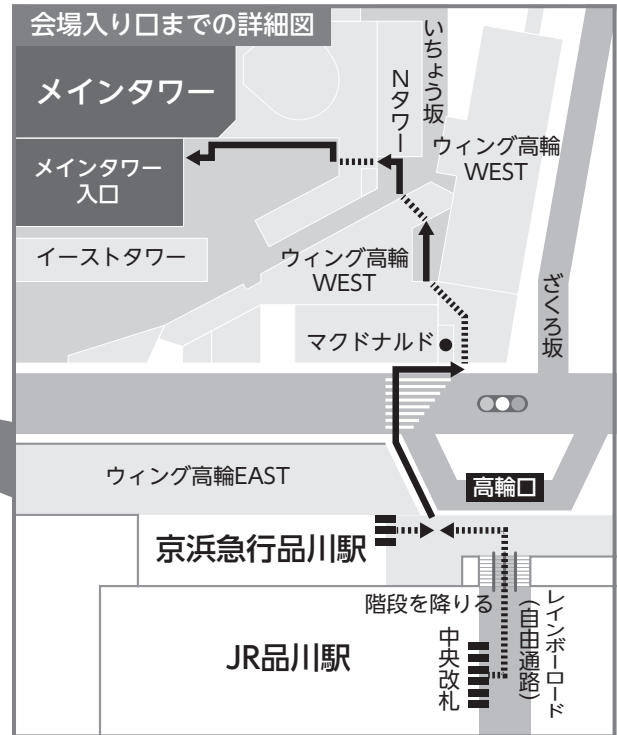 会場入り口までの詳細図
メインタワー
メインタワー
入口
Nタワー
いちょう坂
ウィング高輪
WEST
イーストタワー
ウィング高輪
WEST
ざくろ坂
マクドナルド
ウィング高輪EAST
高輪口
京浜急行品川駅
階段を降りる
JR品川駅
中央改札
レインボーロード
(自由通路)